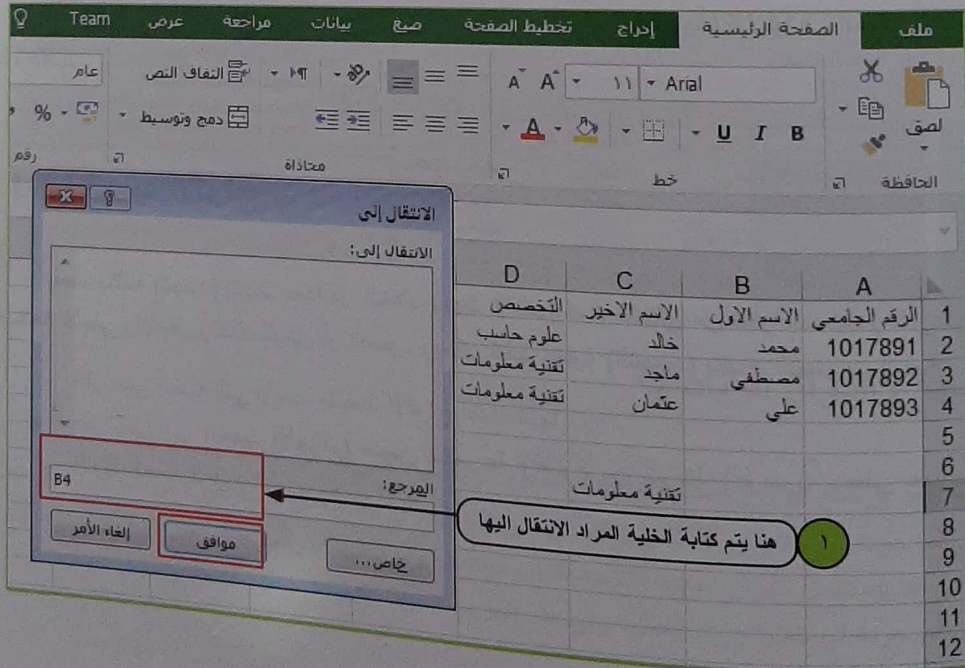 ملف الصفحة الرئيسية إدراج تخطيط الصفحة صيغ بيانات مراجعة عرض Team
لصق
الحافظة
Arial ١١ A A
B I U A
خط
التفاف النص
دمج وتوسيط
محاذاة
عام
%
رقم
الانتقال إلى
الانتقال إلى:
المرجع:
B4
خاص...
موافق
إلغاء الأمر
A B C D
1 الرقم الجامعي الاسم الاول الاسم الاخير التخصص
2 1017891 محمد خالد علوم حاسب
3 1017892 مصطفى ماجد تقنية معلومات
4 1017893 علي عثمان تقنية معلومات
5
6
7 تقنية معلومات
8
9
10
11
12
١ هنا يتم كتابة الخلية المراد الانتقال اليها